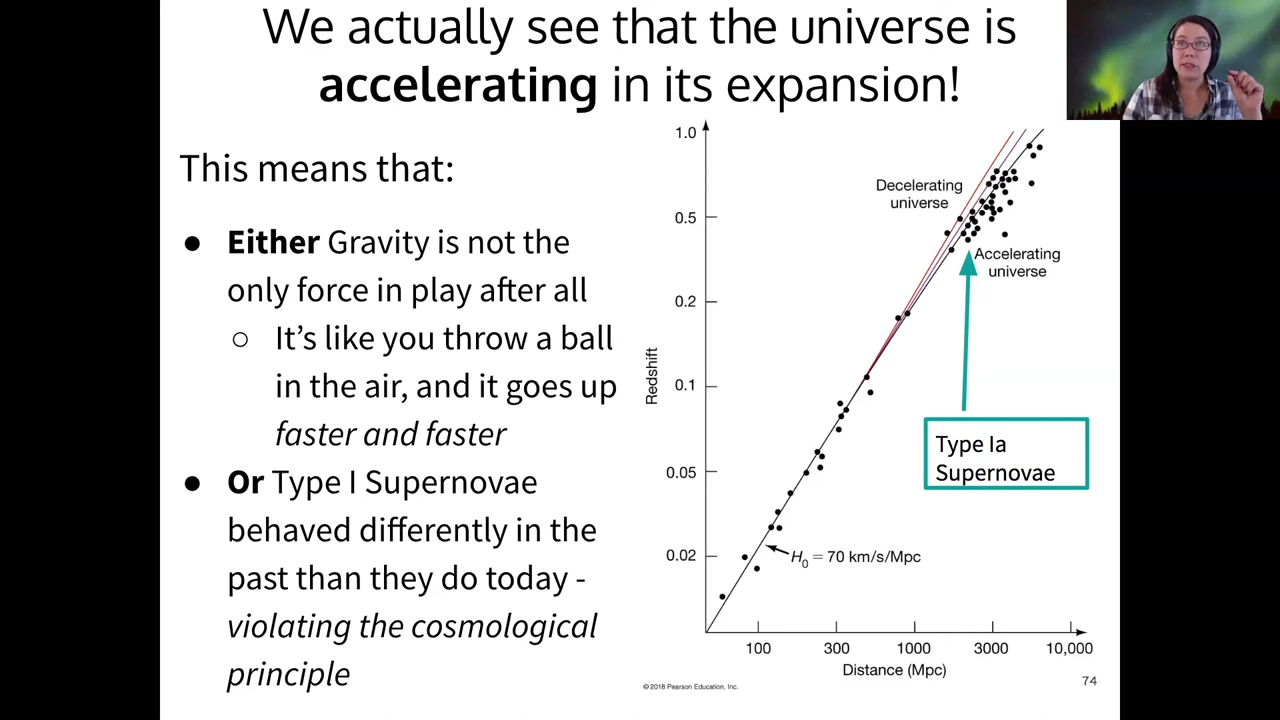 We actually see that the universe is
accelerating in its expansion!
This means that:
● Either Gravity is not the
only force in play after all
○ It’s like you throw a ball
in the air, and it goes up
faster and faster
● Or Type I Supernovae
behaved differently in the
past than they do today -
violating the cosmological
principle
1.0
0.5
0.2
0.1
0.05
0.02
Redshift
Decelerating
universe
Accelerating
universe
Type Ia
Supernovae
H0 = 70 km/s/Mpc
100 300 1000 3000 10,000
Distance (Mpc)
© 2018 Pearson Education, Inc.
74